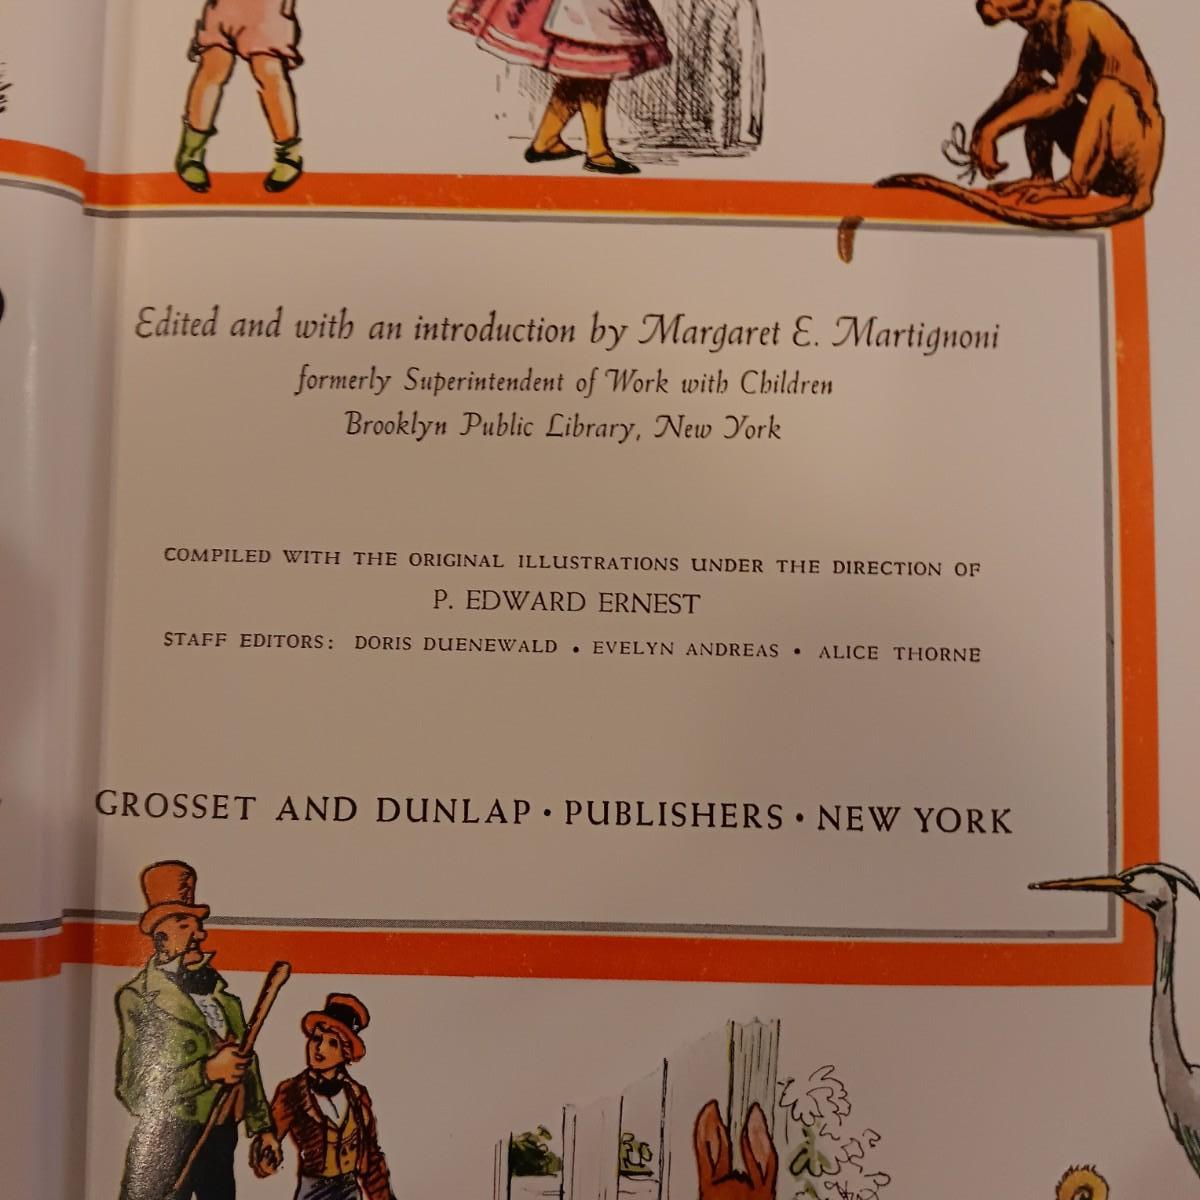 Edited and with an introduction by Margaret E. Martignoni
formerly Superintendent of Work with Children
Brooklyn Public Library, New York
COMPILED WITH THE ORIGINAL ILLUSTRATIONS UNDER THE DIRECTION OF
P. EDWARD ERNEST
STAFF EDITORS: DORIS DUENEWALD • EVELYN ANDREAS • ALICE THORNE
GROSSET AND DUNLAP • PUBLISHERS • NEW YORK